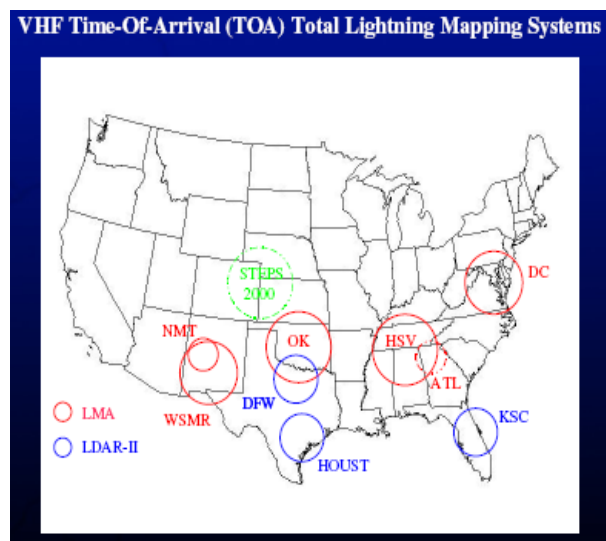 VHF Time-Of-Arrival (TOA) Total Lightning Mapping Systems
STEPS
2000
DC
NMT
OK
HSV
ATL
DFW
WSMR
KSC
LMA
LDAR-II
HOUST